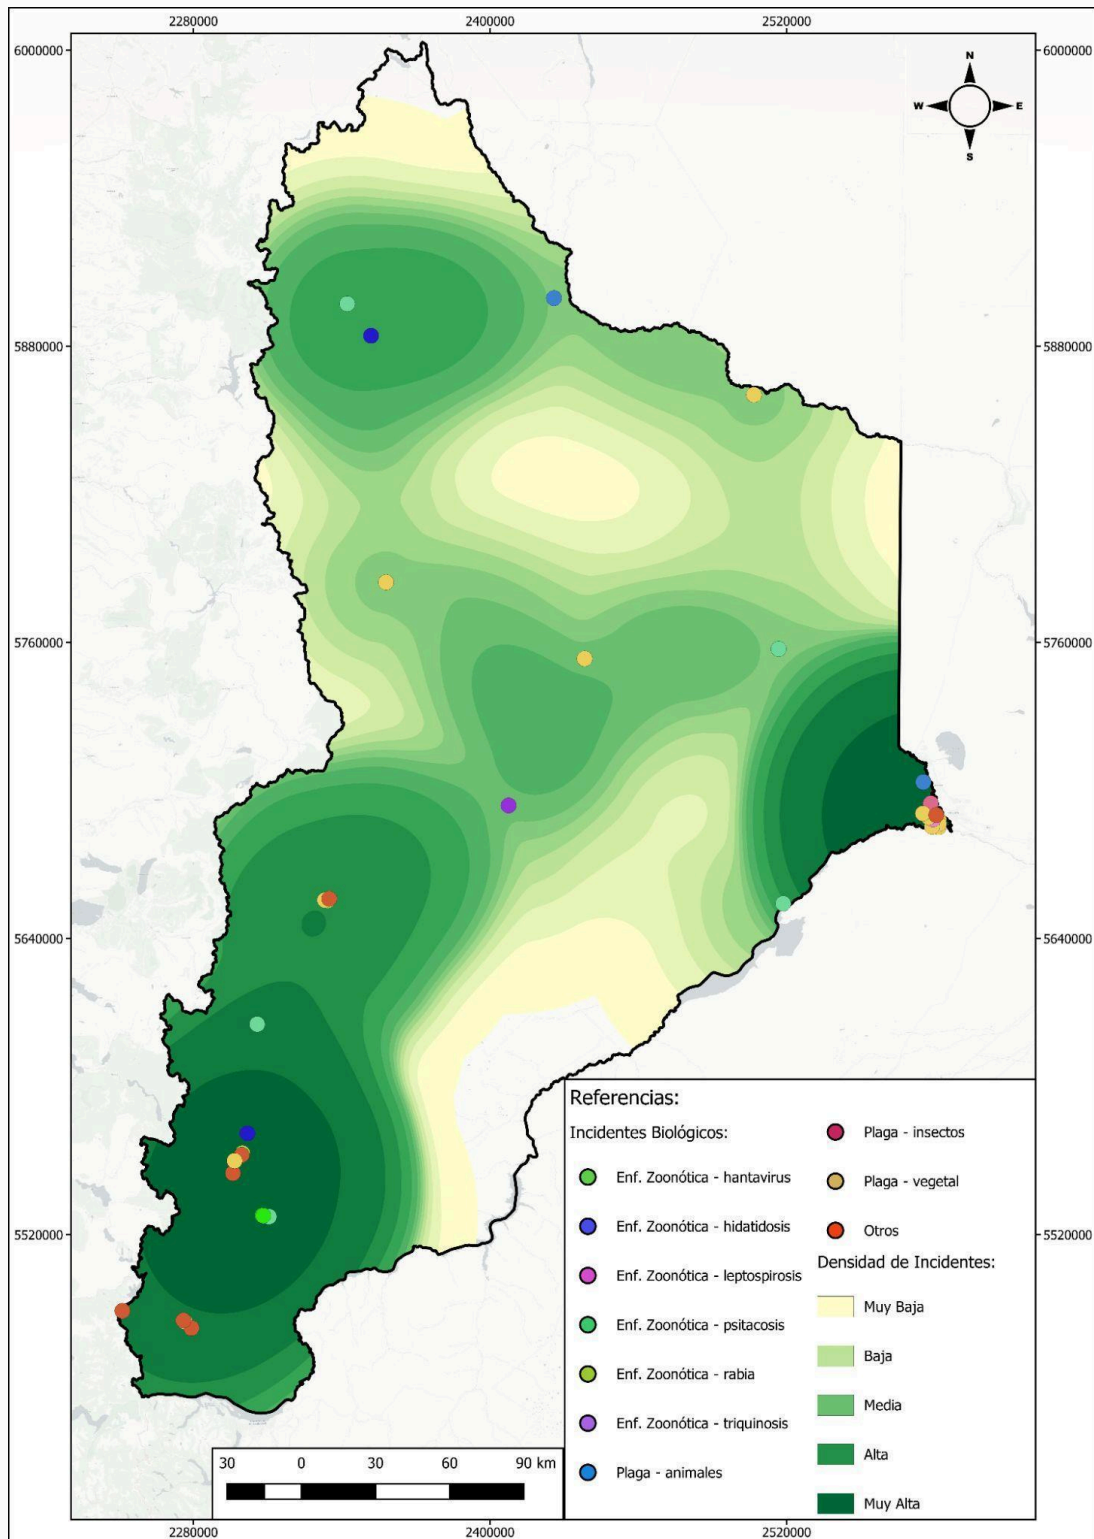 2280000 2400000 2520000
6000000 6000000
N
W E
S
5880000 5880000
5760000 5760000
5640000 5640000
Referencias:
Incidentes Biológicos:
Enf. Zoonótica - hantavirus
Enf. Zoonótica - hidatidosis
Enf. Zoonótica - leptospirosis
Enf. Zoonótica - psitacosis
Enf. Zoonótica - rabia
Enf. Zoonótica - triquinosis
Plaga - animales
Plaga - insectos
Plaga - vegetal
Otros
Densidad de Incidentes:
Muy Baja
Baja
Media
Alta
Muy Alta
5520000 5520000
30 0 30 60 90 km
2280000 2400000 2520000